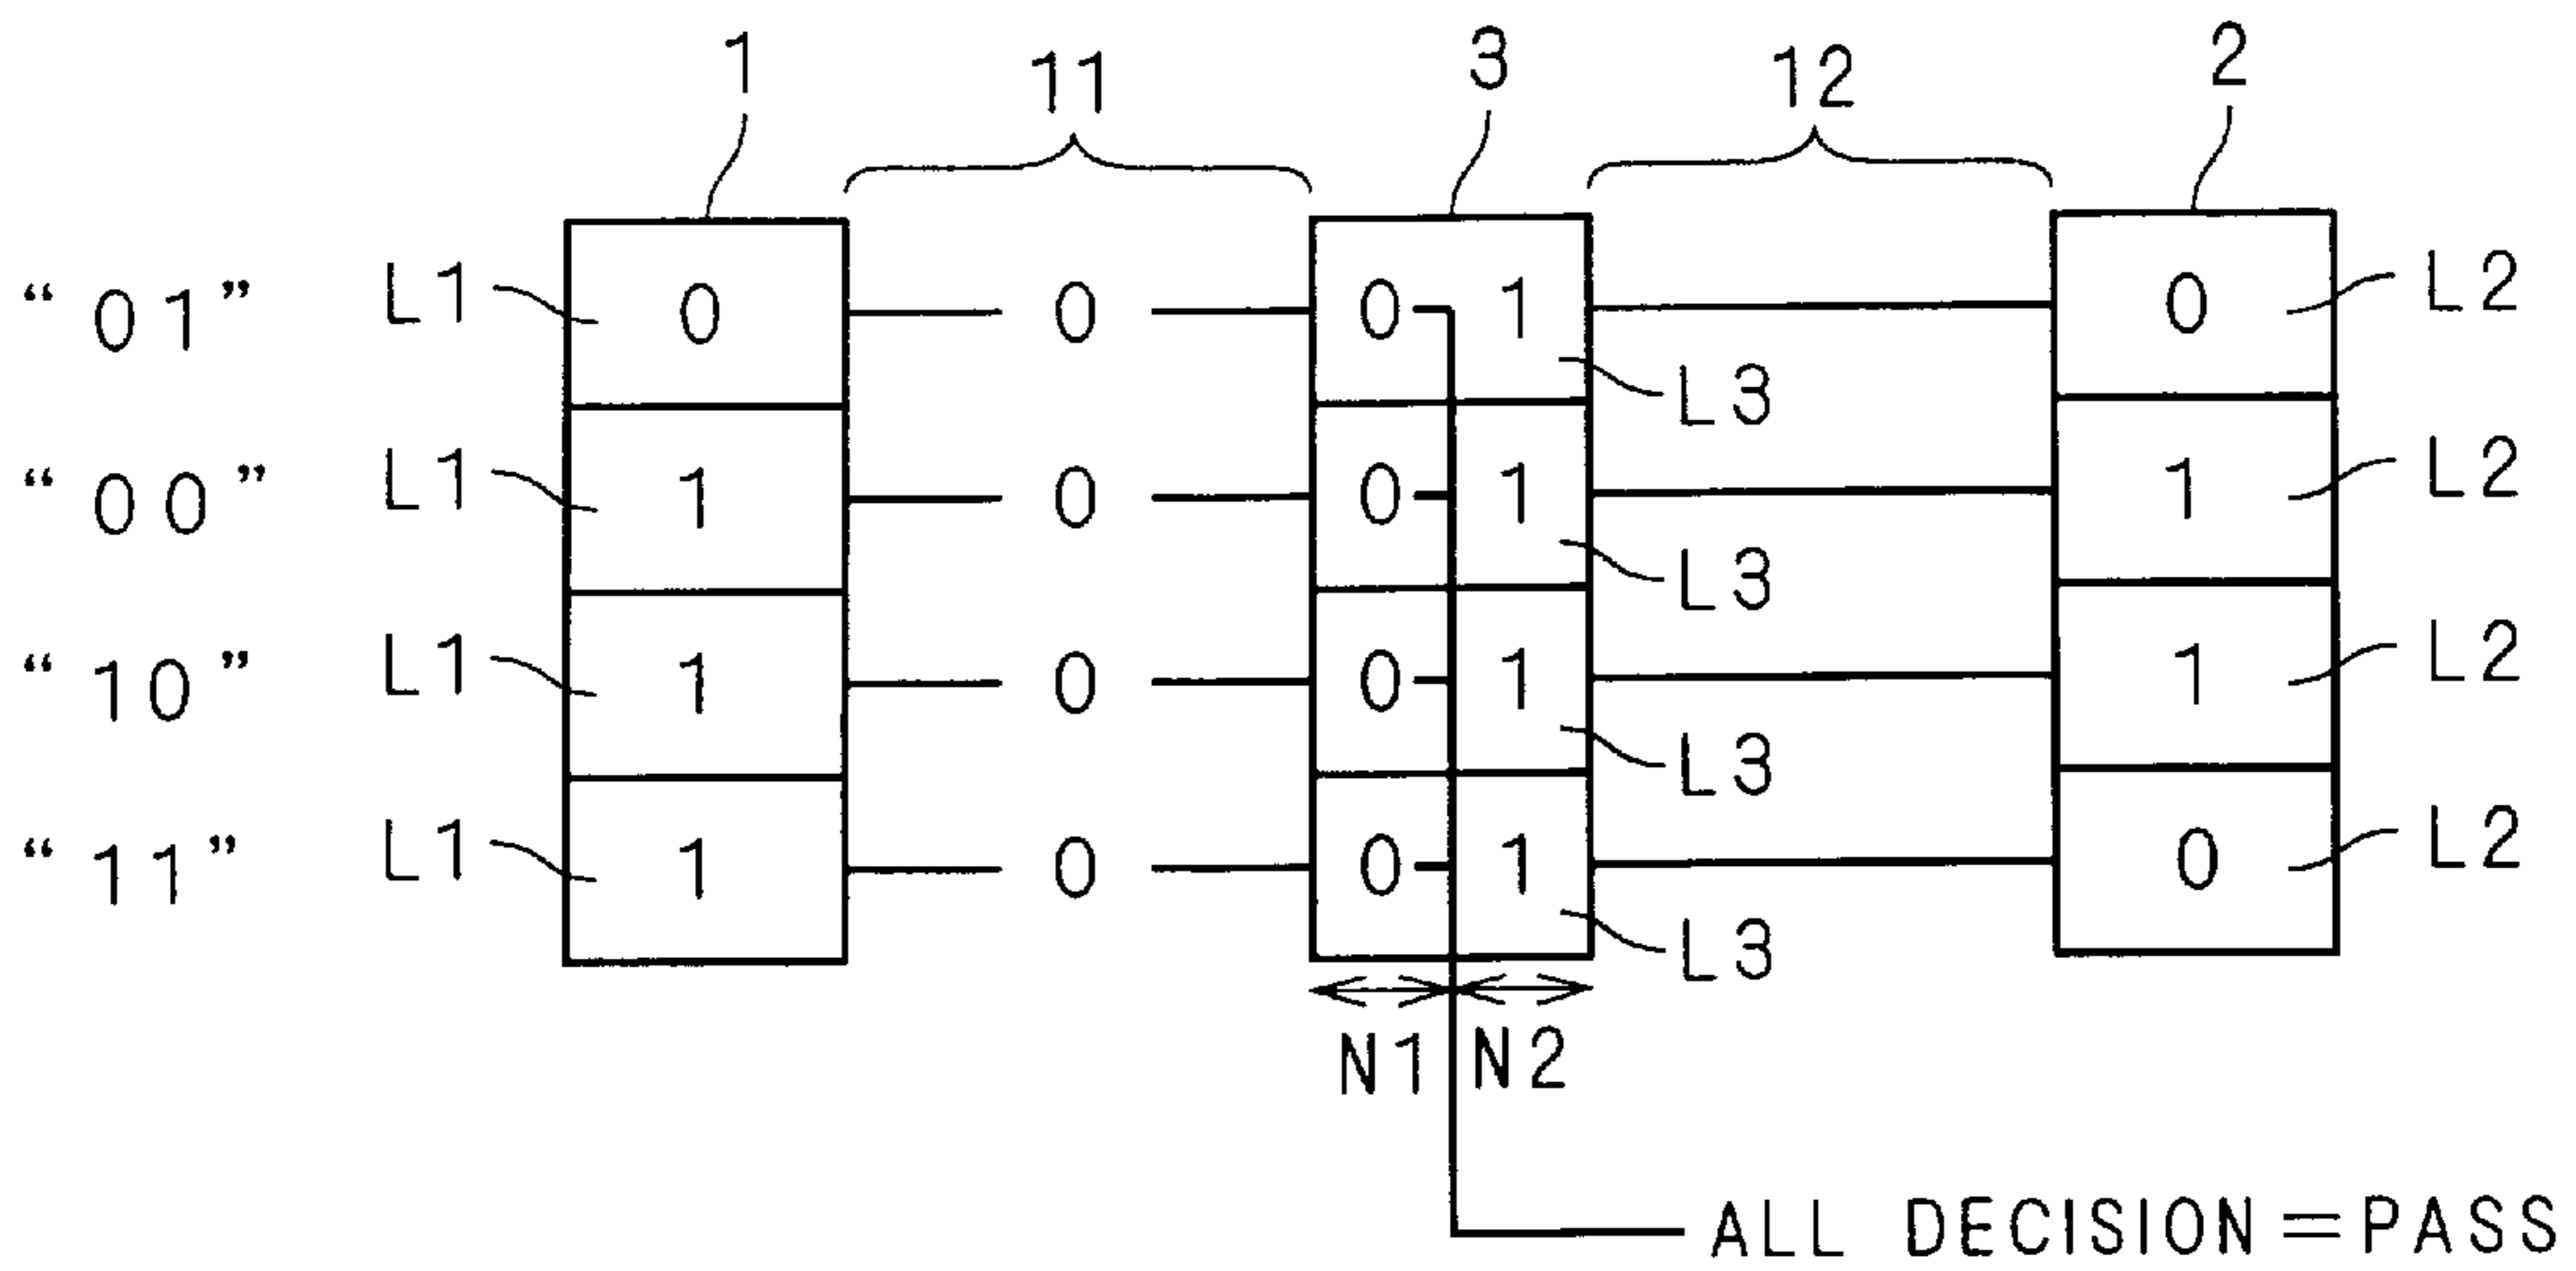 1 11 3 12 2
“01” L1 0 0 0 1 0 L2
L3
“00” L1 1 0 0 1 1 L2
L3
“10” L1 1 0 0 1 1 L2
L3
“11” L1 1 0 0 1 0 L2
L3
N1 N2
ALL DECISION=PASS